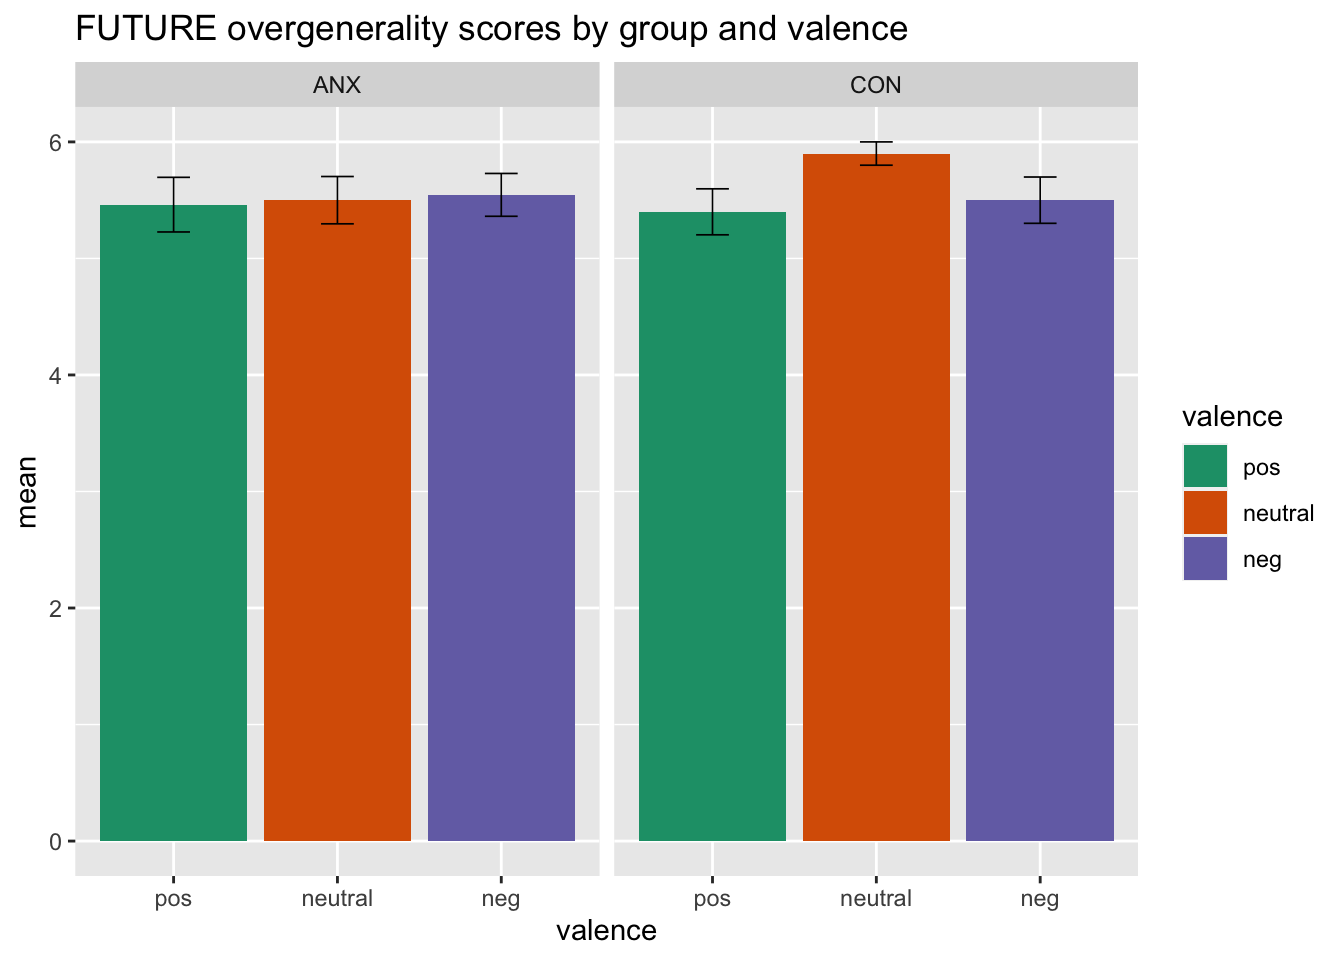 FUTURE overgenerality scores by group and valence
ANX
CON
6
4
2
0
mean
pos neutral neg
pos neutral neg
valence
valence
pos
neutral
neg